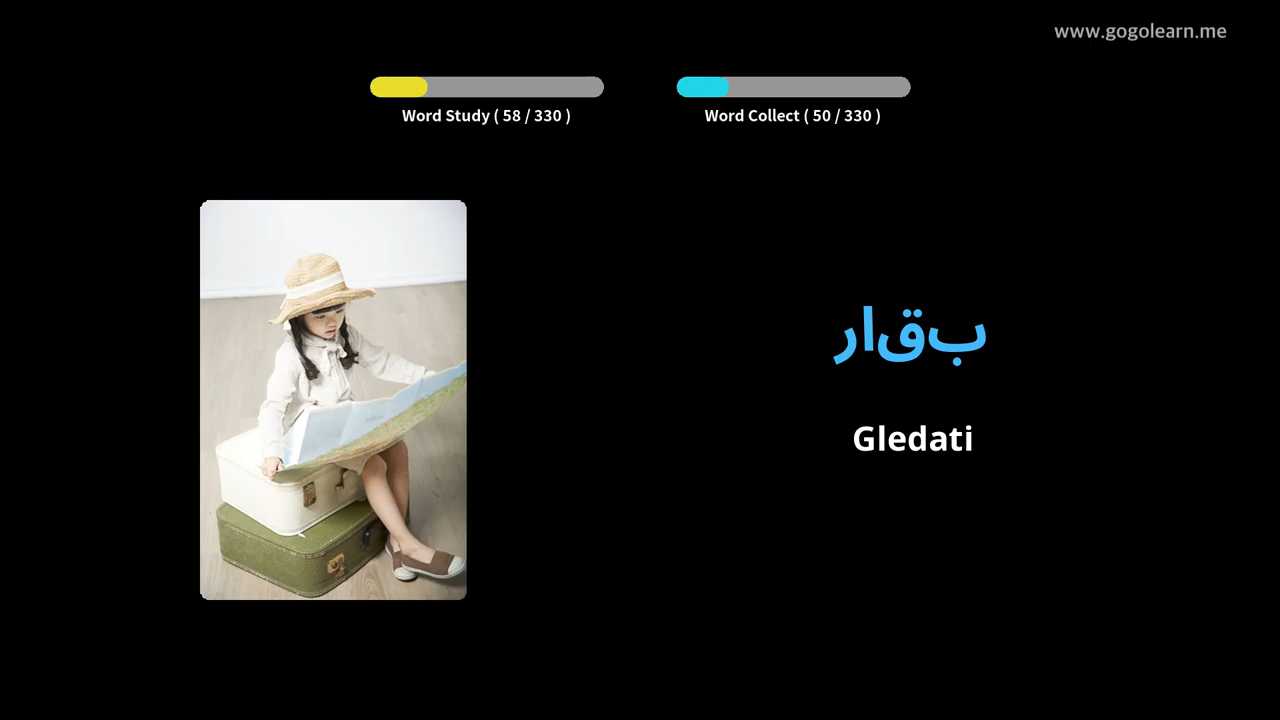 www.gogolearn.me
Word Study ( 58 / 330 )
Word Collect ( 50 / 330 )
بقار
Gledati